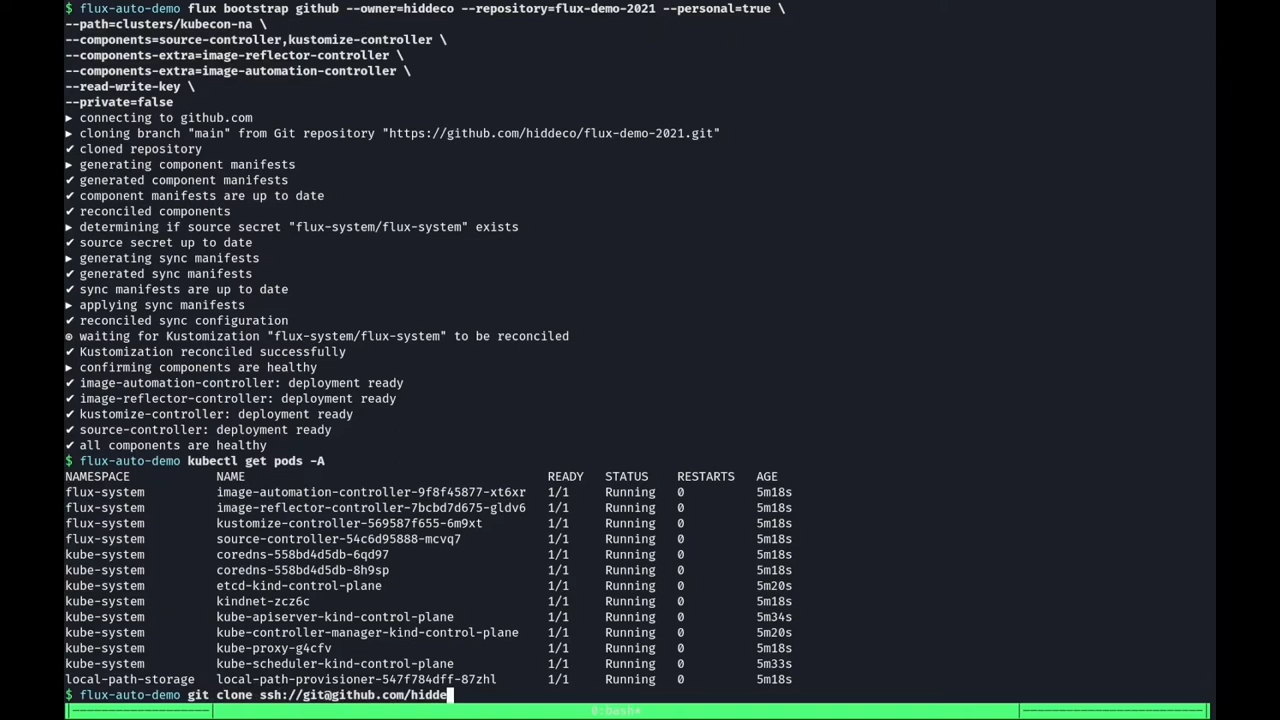 $ flux-auto-demo flux bootstrap github --owner=hiddeco --repository=flux-demo-2021 --personal=true \
--path=clusters/kubecon-na \
--components=source-controller,kustomize-controller \
--components-extra=image-reflector-controller \
--components-extra=image-automation-controller \
--read-write-key \
--private=false
► connecting to github.com
► cloning branch "main" from Git repository "https://github.com/hiddeco/flux-demo-2021.git"
✔ cloned repository
► generating component manifests
✔ generated component manifests
✔ component manifests are up to date
✔ reconciled components
► determining if source secret "flux-system/flux-system" exists
✔ source secret up to date
► generating sync manifests
✔ generated sync manifests
✔ sync manifests are up to date
► applying sync manifests
✔ reconciled sync configuration
◎ waiting for Kustomization "flux-system/flux-system" to be reconciled
✔ Kustomization reconciled successfully
► confirming components are healthy
✔ image-automation-controller: deployment ready
✔ image-reflector-controller: deployment ready
✔ kustomize-controller: deployment ready
✔ source-controller: deployment ready
✔ all components are healthy
$ flux-auto-demo kubectl get pods -A
NAMESPACE NAME READY STATUS RESTARTS AGE
flux-system image-automation-controller-9f8f45877-xt6xr 1/1 Running 0 5m18s
flux-system image-reflector-controller-7bcbd7d675-gldv6 1/1 Running 0 5m18s
flux-system kustomize-controller-569587f655-6m9xt 1/1 Running 0 5m18s
flux-system source-controller-54c6d95888-mcvq7 1/1 Running 0 5m18s
kube-system coredns-558bd4d5db-6qd97 1/1 Running 0 5m18s
kube-system coredns-558bd4d5db-8h9sp 1/1 Running 0 5m18s
kube-system etcd-kind-control-plane 1/1 Running 0 5m20s
kube-system kindnet-zcz6c 1/1 Running 0 5m18s
kube-system kube-apiserver-kind-control-plane 1/1 Running 0 5m34s
kube-system kube-controller-manager-kind-control-plane 1/1 Running 0 5m20s
kube-system kube-proxy-g4cfv 1/1 Running 0 5m18s
kube-system kube-scheduler-kind-control-plane 1/1 Running 0 5m33s
local-path-storage local-path-provisioner-547f784dff-87zhl 1/1 Running 0 5m18s
$ flux-auto-demo git clone ssh://git@github.com/hidde
0:bash*